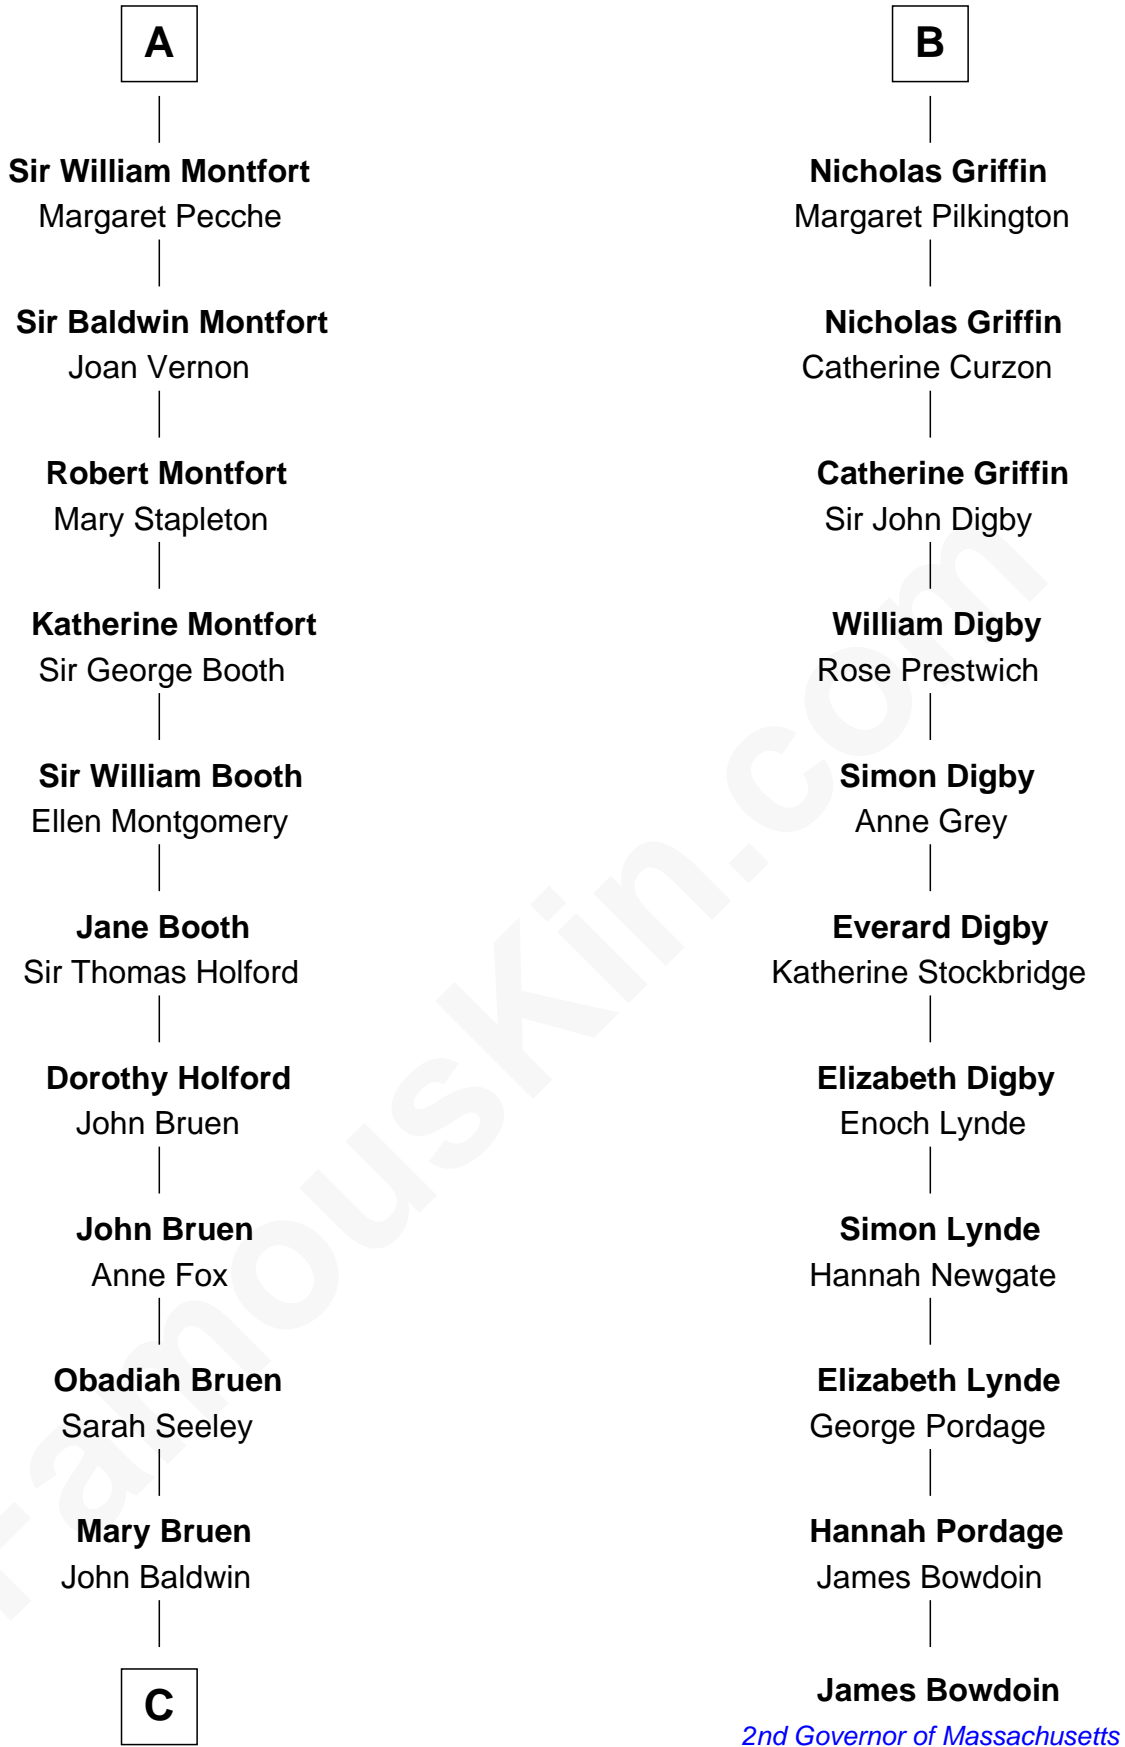 A
Sir William Montfort
Margaret Pecche
Sir Baldwin Montfort
Joan Vernon
Robert Montfort
Mary Stapleton
Katherine Montfort
Sir George Booth
Sir William Booth
Ellen Montgomery
Jane Booth
Sir Thomas Holford
Dorothy Holford
John Bruen
John Bruen
Anne Fox
Obadiah Bruen
Sarah Seeley
Mary Bruen
John Baldwin
C
B
Nicholas Griffin
Margaret Pilkington
Nicholas Griffin
Catherine Curzon
Catherine Griffin
Sir John Digby
William Digby
Rose Prestwich
Simon Digby
Anne Grey
Everard Digby
Katherine Stockbridge
Elizabeth Digby
Enoch Lynde
Simon Lynde
Hannah Newgate
Elizabeth Lynde
George Pordage
Hannah Pordage
James Bowdoin
James Bowdoin
2nd Governor of Massachusetts
FamousKin.com